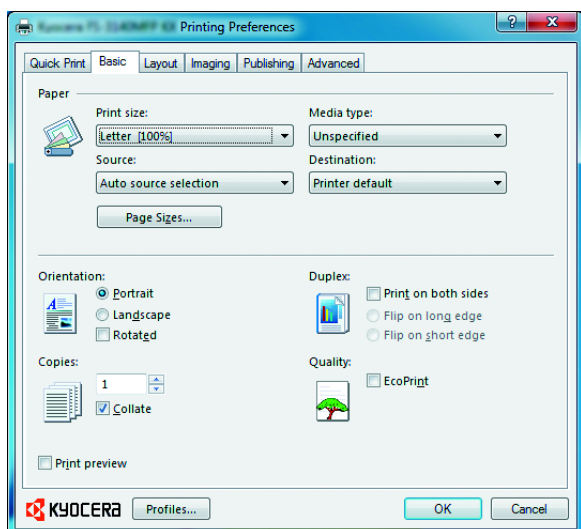 Printing Preferences
Quick Print Basic Layout Imaging Publishing Advanced
Paper
Print size: Media type:
Letter [100%] Unspecified
Source: Destination:
Auto source selection Printer default
Page Sizes...
Orientation: Duplex:
Portrait Print on both sides
Landscape Flip on long edge
Rotated Flip on short edge
Copies: Quality:
1 EcoPrint
Collate
Print preview
KYOCERA Profiles... OK Cancel